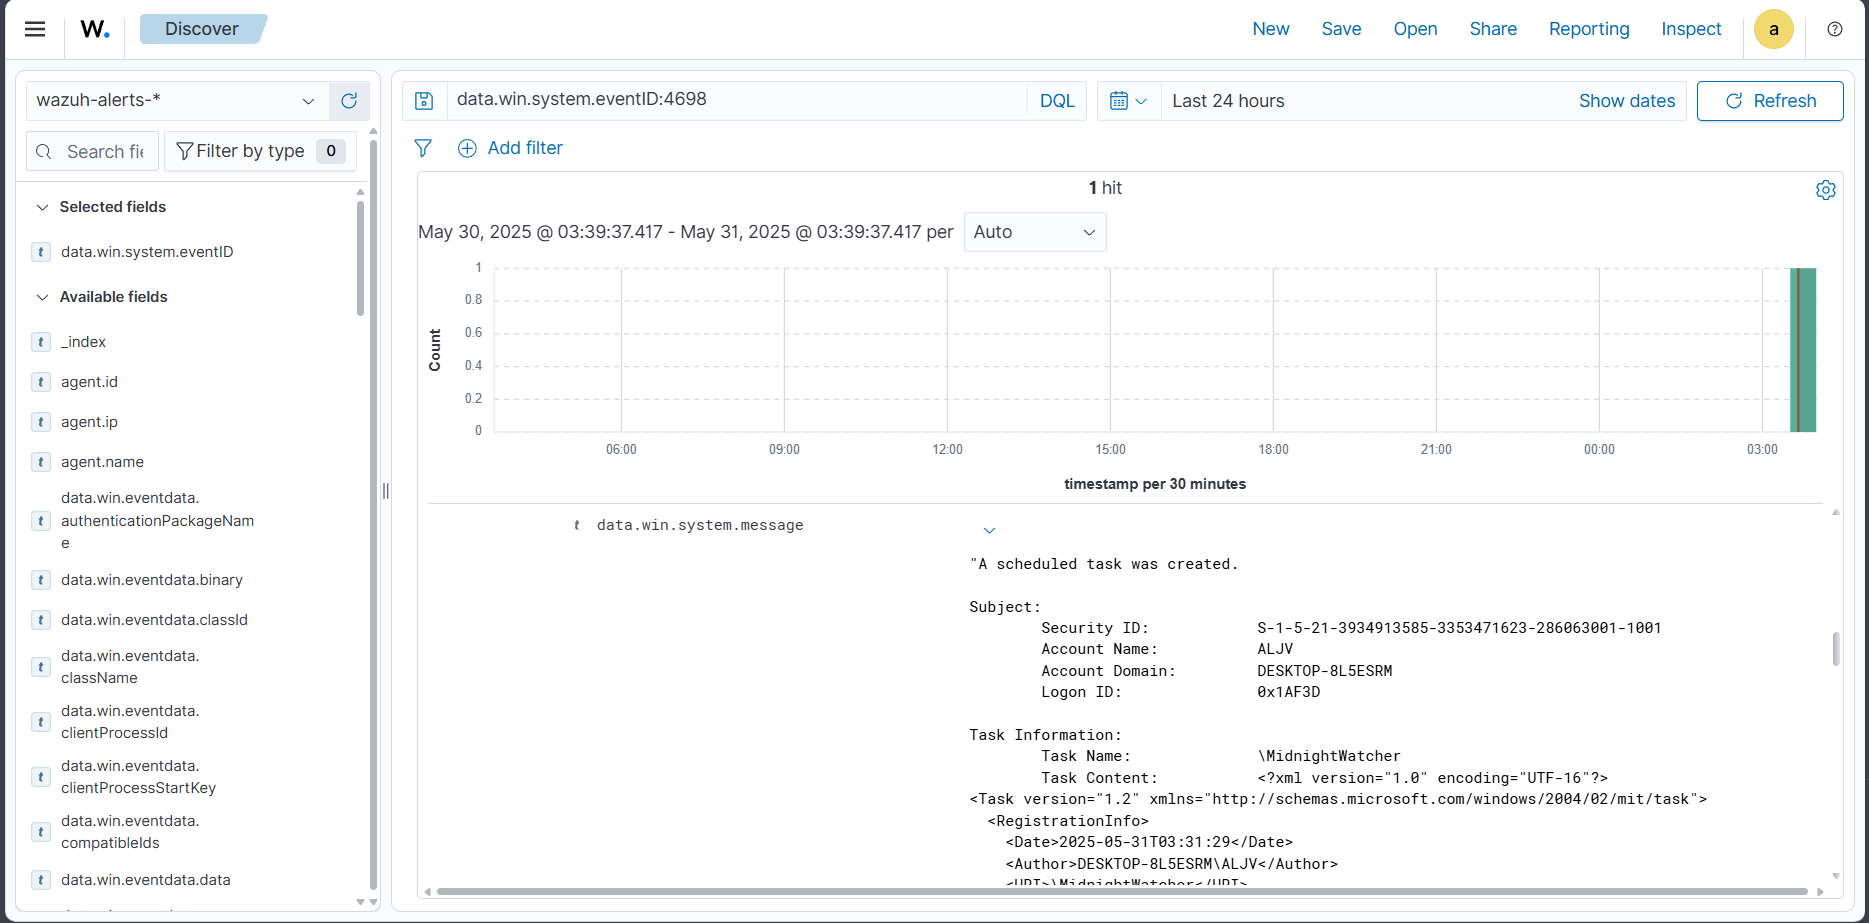 W.
Discover
New
Save
Open
Share
Reporting
Inspect
a
wazuh-alerts-*
Search fie
Filter by type 0
Selected fields
t data.win.system.eventID
Available fields
t _index
t agent.id
t agent.ip
t agent.name
data.win.eventdata.
t authenticationPackageNam
e
t data.win.eventdata.binary
t data.win.eventdata.classId
data.win.eventdata.
t className
data.win.eventdata.
t clientProcessId
data.win.eventdata.
t clientProcessStartKey
data.win.eventdata.
t compatibleIds
t data.win.eventdata.data
data.win.system.eventID:4698
DQL
Last 24 hours
Show dates
Refresh
Add filter
1 hit
May 30, 2025 @ 03:39:37.417 - May 31, 2025 @ 03:39:37.417 per Auto
Count
1
0.8
0.6
0.4
0.2
0
06:00 09:00 12:00 15:00 18:00 21:00 00:00 03:00
timestamp per 30 minutes
t data.win.system.message
"A scheduled task was created.
Subject:
Security ID: S-1-5-21-3934913585-3353471623-286063001-1001
Account Name: ALJV
Account Domain: DESKTOP-8L5ESRM
Logon ID: 0x1AF3D
Task Information:
Task Name: \MidnightWatcher
Task Content: <?xml version="1.0" encoding="UTF-16"?>
<Task version="1.2" xmlns="http://schemas.microsoft.com/windows/2004/02/mit/task">
<RegistrationInfo>
<Date>2025-05-31T03:31:29</Date>
<Author>DESKTOP-8L5ESRM\ALJV</Author>
<URI>\MidnightWatcher</URI>